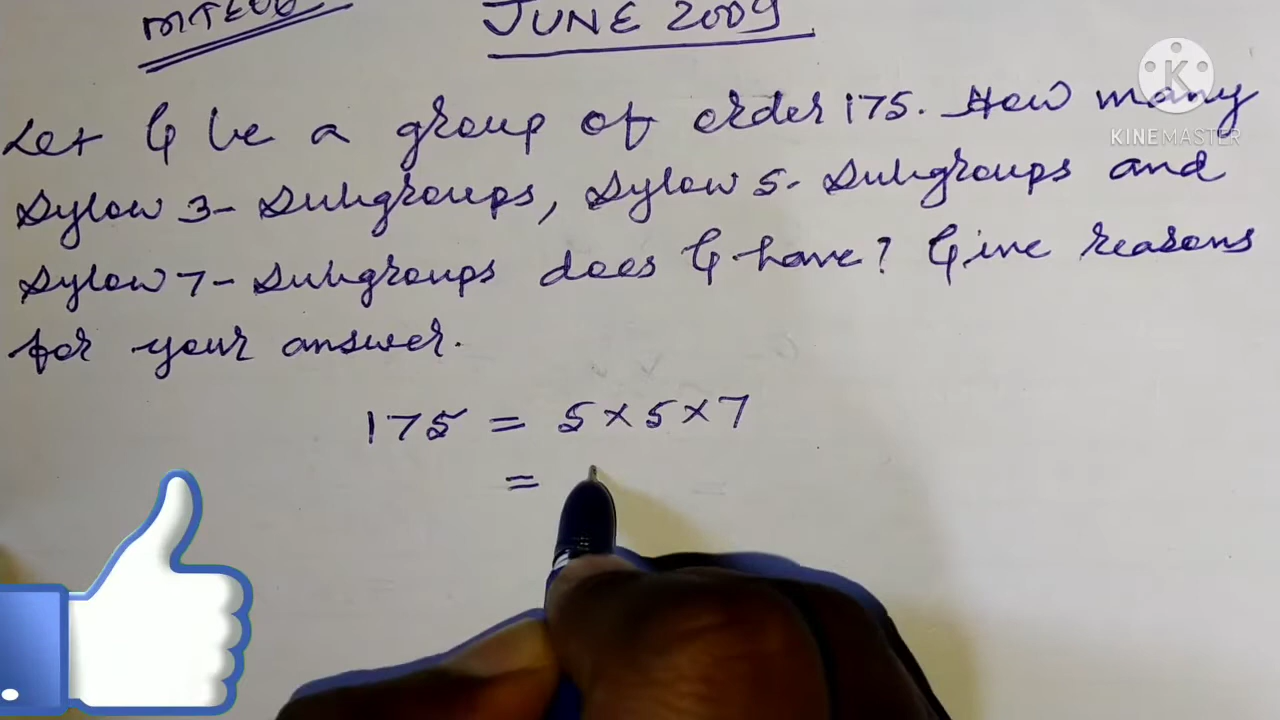 MTE06
JUNE 2009
Let G be a group of order 175. How many
Sylow 3-subgroups, Sylow 5-subgroups and
Sylow 7-subgroups does G have? Give reasons
for your answer.
175 = 5×5×7
=
K
KINEMASTER